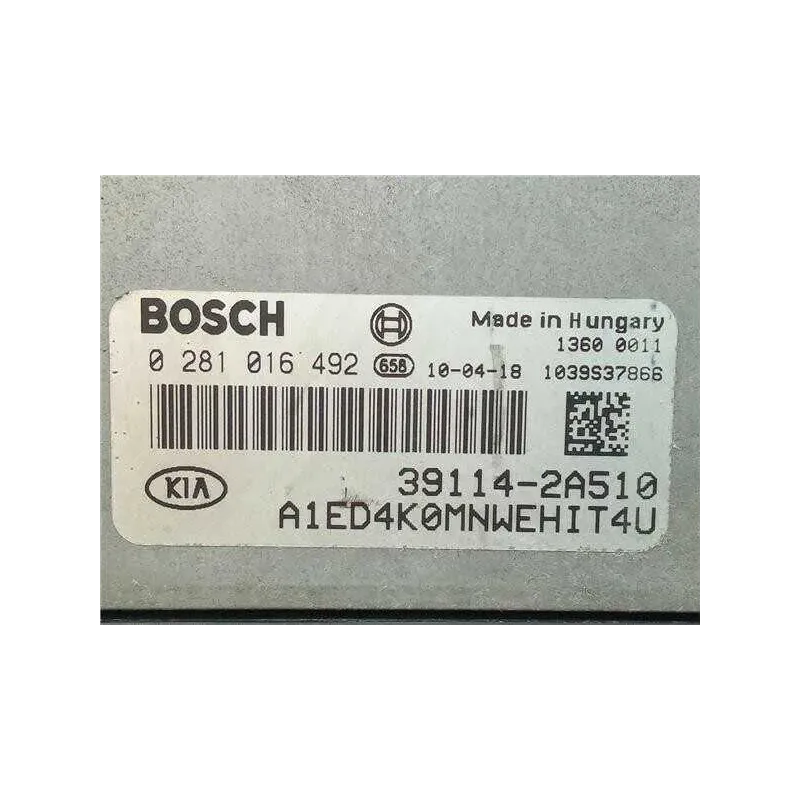 BOSCH Made in Hungary
1360 0011
0 281 016 492 658 10-04-18 1039S37866
KIA 39114-2A510
A1ED4K0MNWEHIT4U